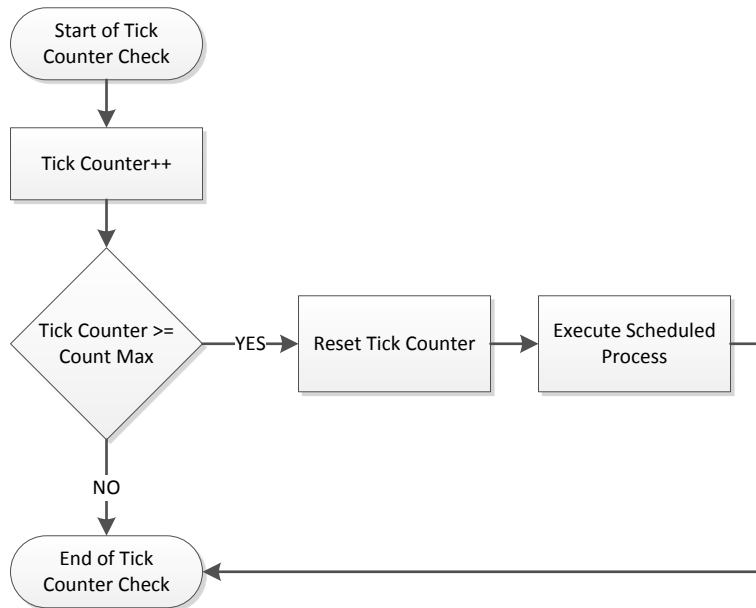 Start of Tick
Counter Check
Tick Counter++
Tick Counter >=
Count Max
YES
Reset Tick Counter
Execute Scheduled
Process
NO
End of Tick
Counter Check